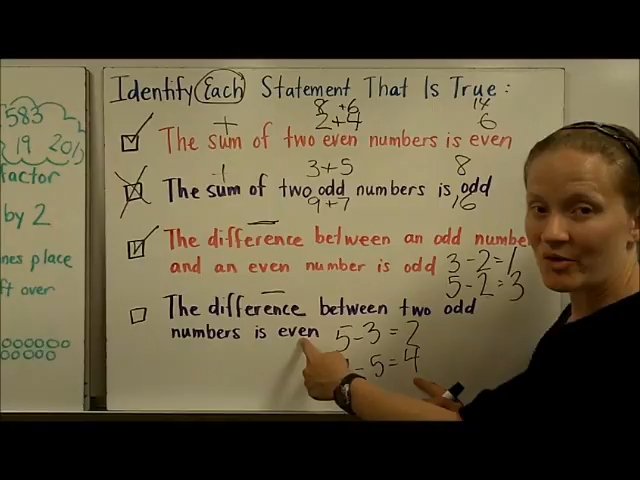 583
19 201
factor
by 2
place
over
Identify Each Statement That Is True:
8 +6 14
2+4 6
+
The sum of two even numbers is even
3+5 8
The sum of two odd numbers is odd
9+7 16
The difference between an odd
and an even number is odd 3-2=1
5-2=3
The difference between two odd
numbers is even 5-3=2
-5=4